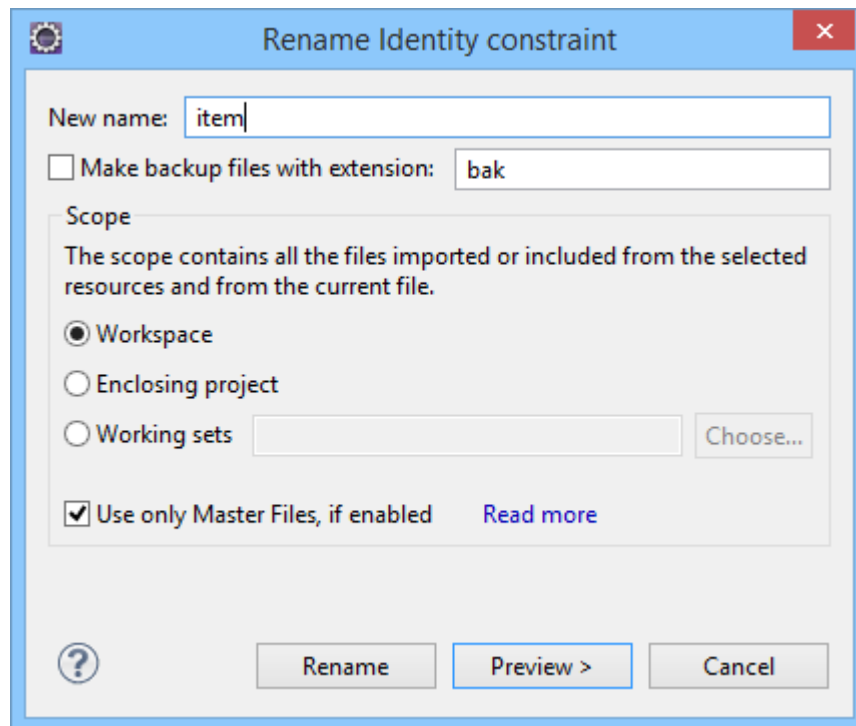 Rename Identity constraint
New name: item
Make backup files with extension: bak
Scope
The scope contains all the files imported or included from the selected
resources and from the current file.
Workspace
Enclosing project
Working sets Choose...
Use only Master Files, if enabled Read more
? Rename Preview > Cancel